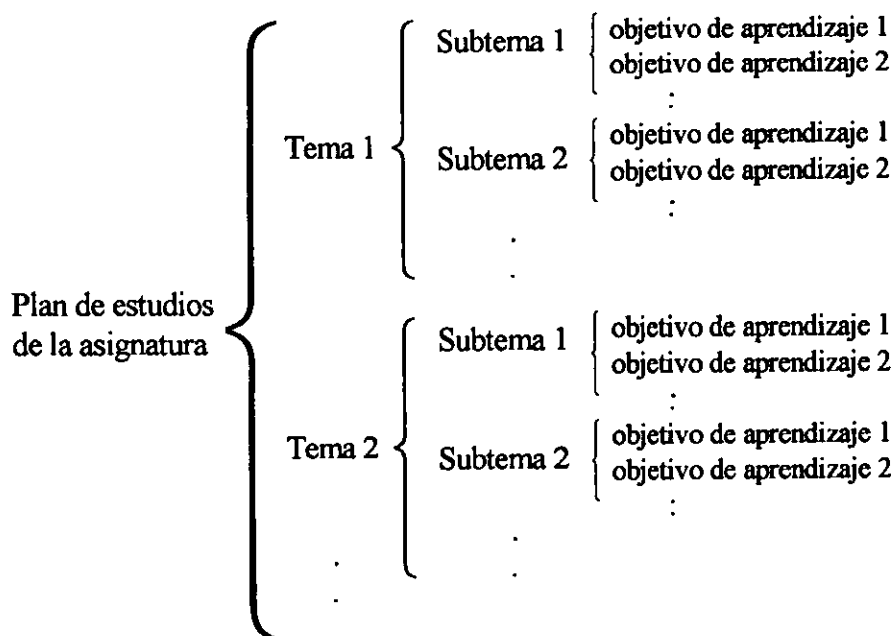 Plan de estudios
de la asignatura
Tema 1
Subtema 1
objetivo de aprendizaje 1
objetivo de aprendizaje 2
:
Subtema 2
objetivo de aprendizaje 1
objetivo de aprendizaje 2
:
.
.
Tema 2
Subtema 1
objetivo de aprendizaje 1
objetivo de aprendizaje 2
:
Subtema 2
objetivo de aprendizaje 1
objetivo de aprendizaje 2
:
.
.
.
.